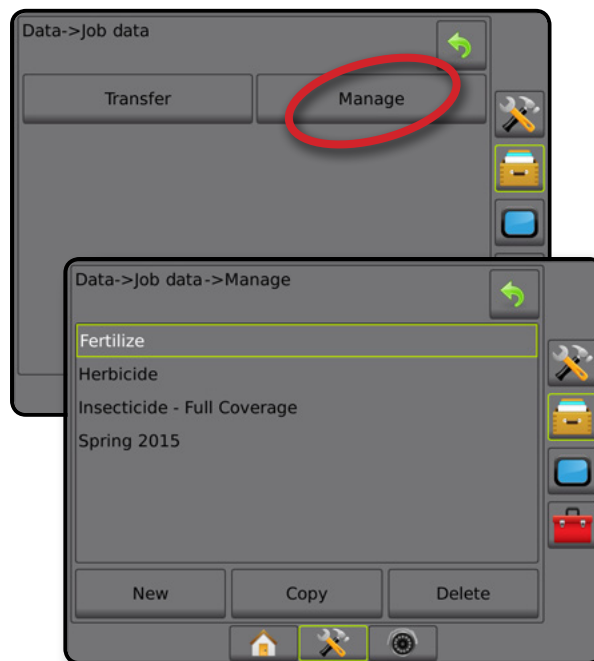 Data->Job data
Transfer Manage
Data->Job data->Manage
Fertilize
Herbicide
Insecticide - Full Coverage
Spring 2015
New Copy Delete